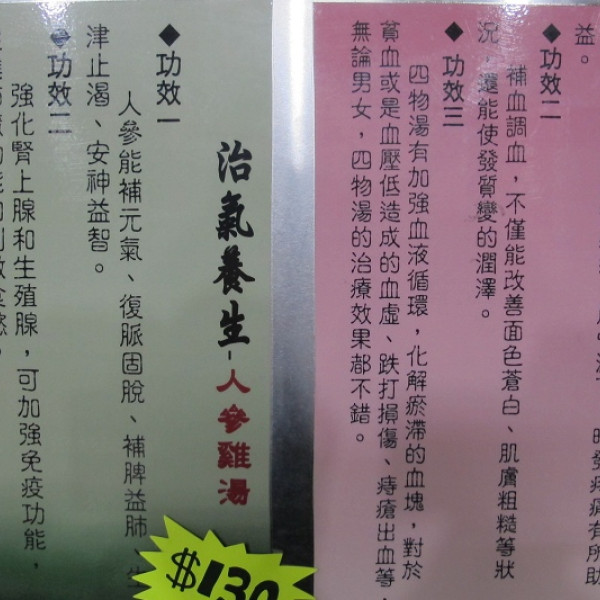 益。
◆功效二
補血調血，不僅能改善面色蒼白、肌膚粗糙等狀
況，還能使發質變的潤澤。
◆功效三
四物湯有加強血液循環，化解瘀滯的血塊，對於
貧血或是血壓低造成的血虛、跌打損傷、痔瘡出血等，
無論男女，四物湯的治療效果都不錯。
治氣養生-人參雞湯
◆功效一
人參能補元氣、復脈固脫、補脾益肺、生
津止渴、安神益智。
◆功效二
強化腎上腺和生殖腺，可加強免疫功能，
$130